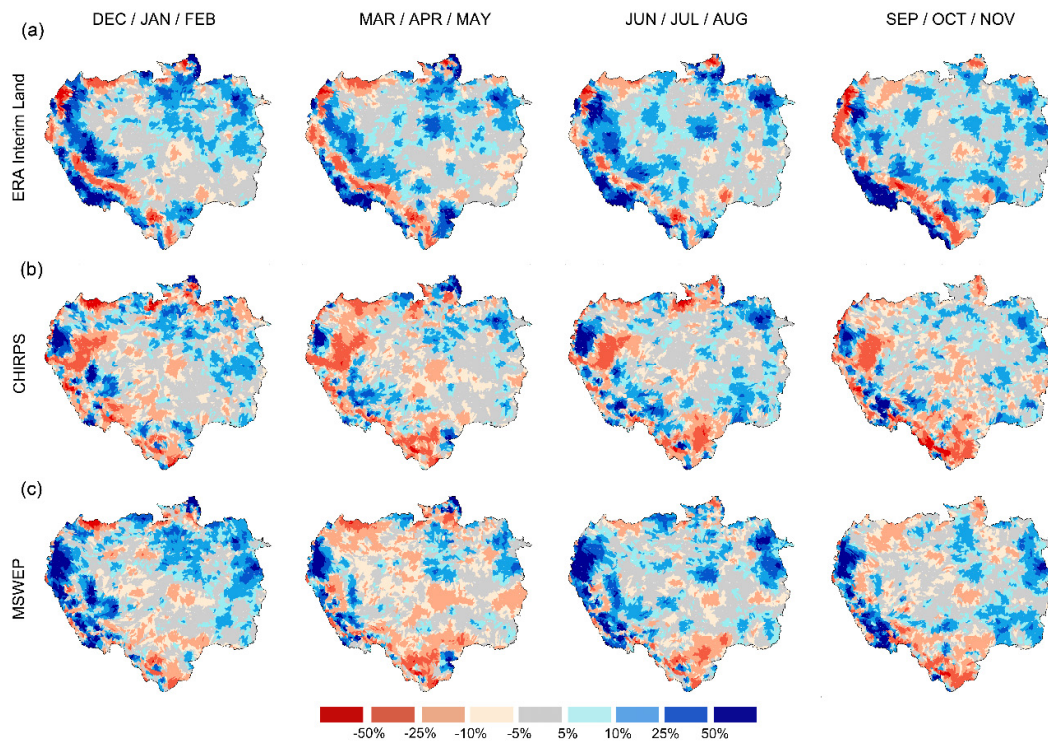 DEC / JAN / FEB
MAR / APR / MAY
JUN / JUL / AUG
SEP / OCT / NOV
(a)
ERA Interim Land
(b)
CHIRPS
(c)
MSWEP
-50% -25% -10% -5% 5% 10% 25% 50%